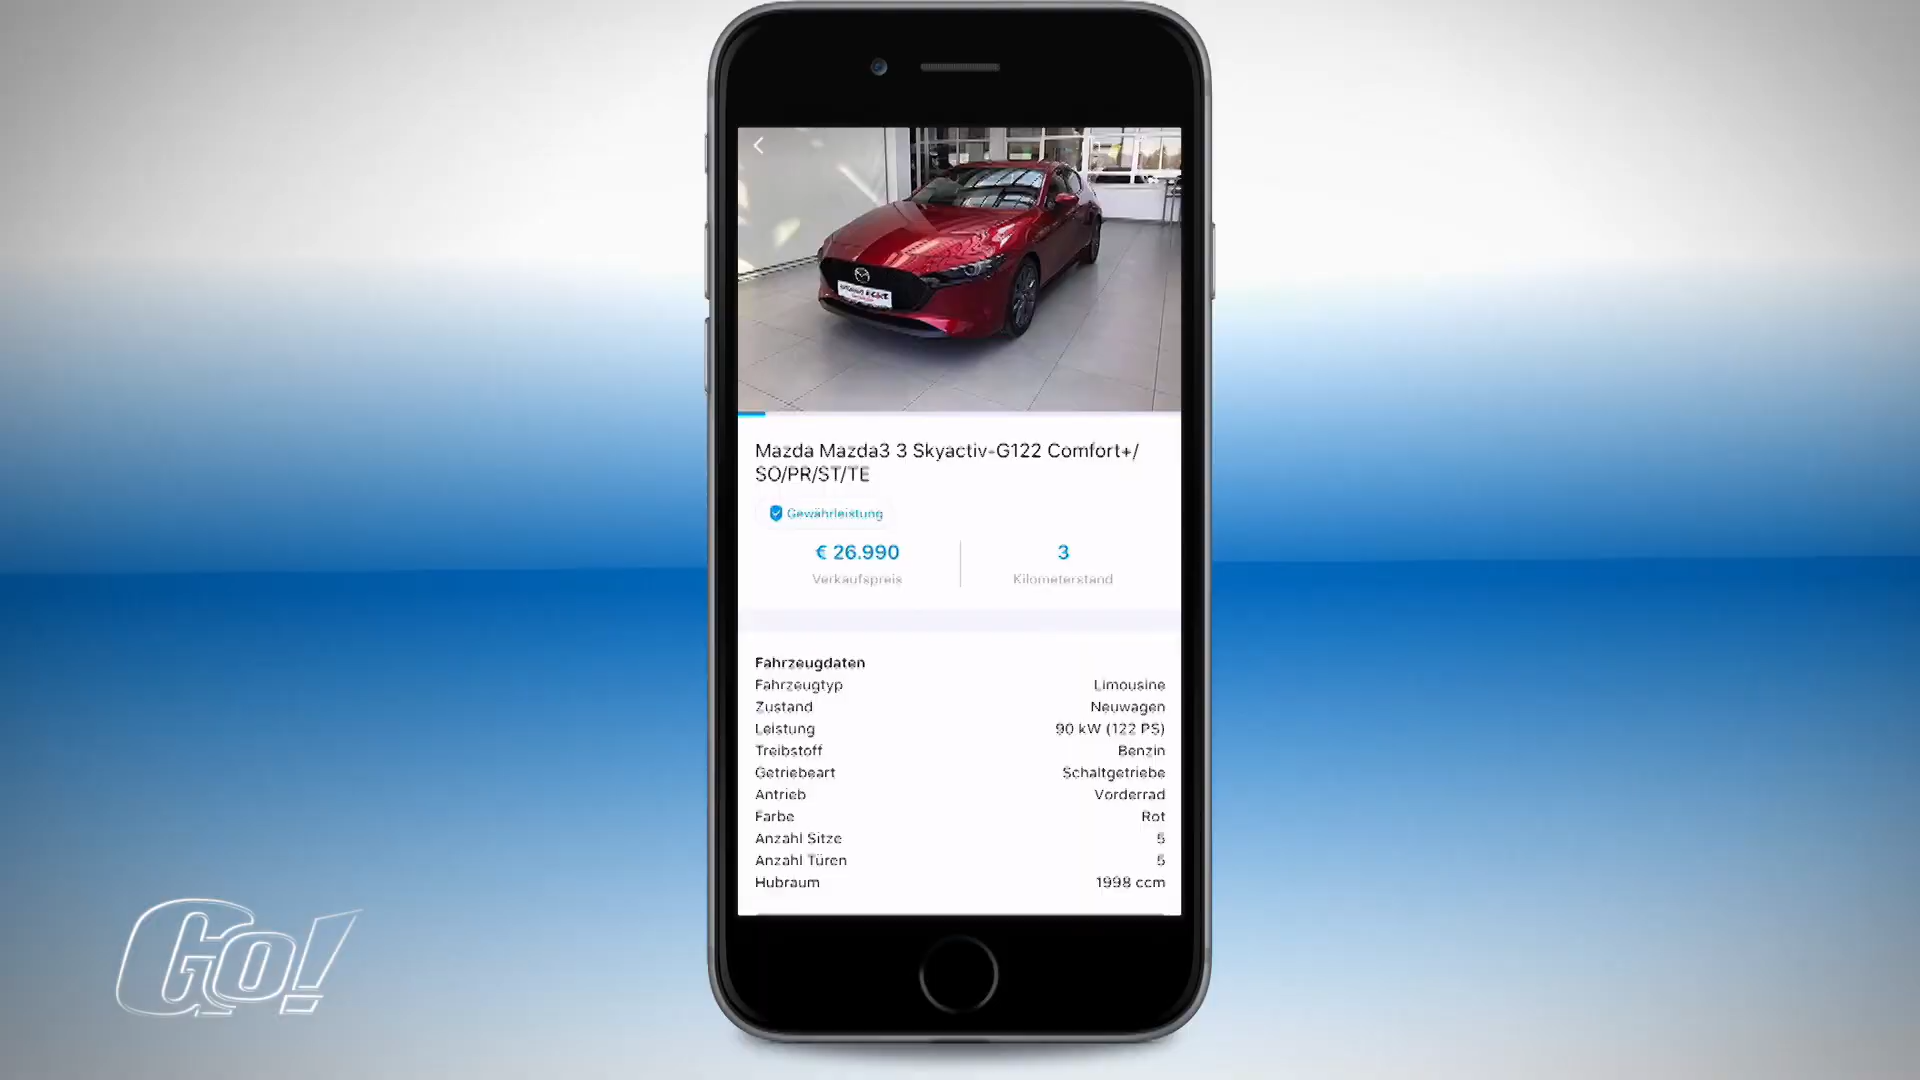 Mazda Mazda3 3 Skyactiv-G122 Comfort+/
SO/PR/ST/TE
Gewährleistung
€ 26.990
3
Verkaufspreis
Kilometerstand
Fahrzeugdaten
Fahrzeugtyp Limousine
Zustand Neuwagen
Leistung 90 kW (122 PS)
Treibstoff Benzin
Getriebeart Schaltgetriebe
Antrieb Vorderrad
Farbe Rot
Anzahl Sitze 5
Anzahl Türen 5
Hubraum 1998 ccm
Go!